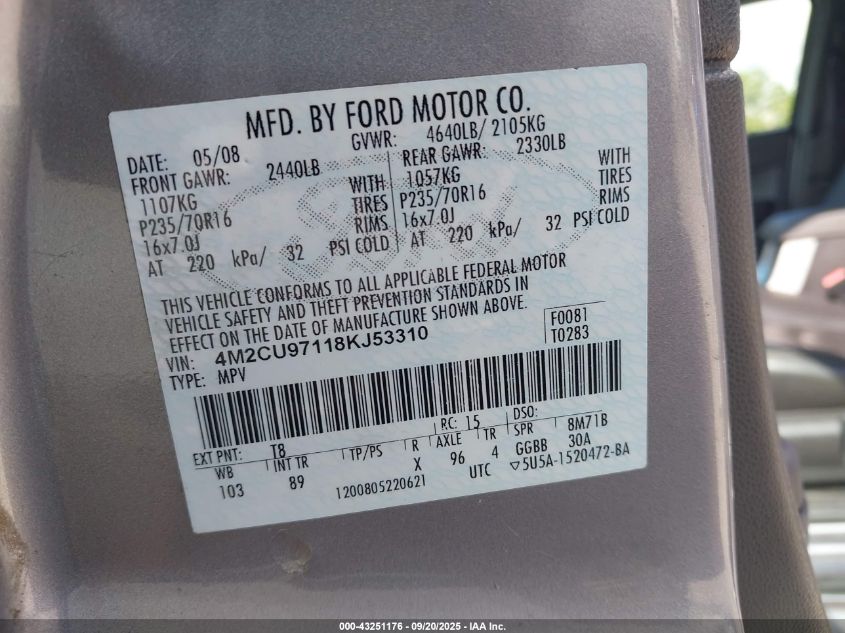 MFD. BY FORD MOTOR CO.
DATE: 05/08 GVWR: 4640LB/ 2105KG
FRONT GAWR: 2440LB REAR GAWR: 2330LB
1107KG WITH 1057KG WITH
P235/70R16 TIRES P235/70R16 TIRES
16x7.0J RIMS 16x7.0J RIMS
AT 220 kPa/ 32 PSI COLD AT 220 kPa/ 32 PSI COLD
THIS VEHICLE CONFORMS TO ALL APPLICABLE FEDERAL MOTOR
VEHICLE SAFETY AND THEFT PREVENTION STANDARDS IN
EFFECT ON THE DATE OF MANUFACTURE SHOWN ABOVE.
VIN: 4M2CU97118KJ53310 F0081
TYPE: MPV T0283
EXT PNT: T8 RC: 15 DSO:
WB INT TR TP/PS R AXLE TR SPR 8M71B
103 89 X 96 4 GGBB 30A
1200805220621 UTC ▽5U5A-1520472-BA
000-43251176 - 09/20/2025 - IAA Inc.